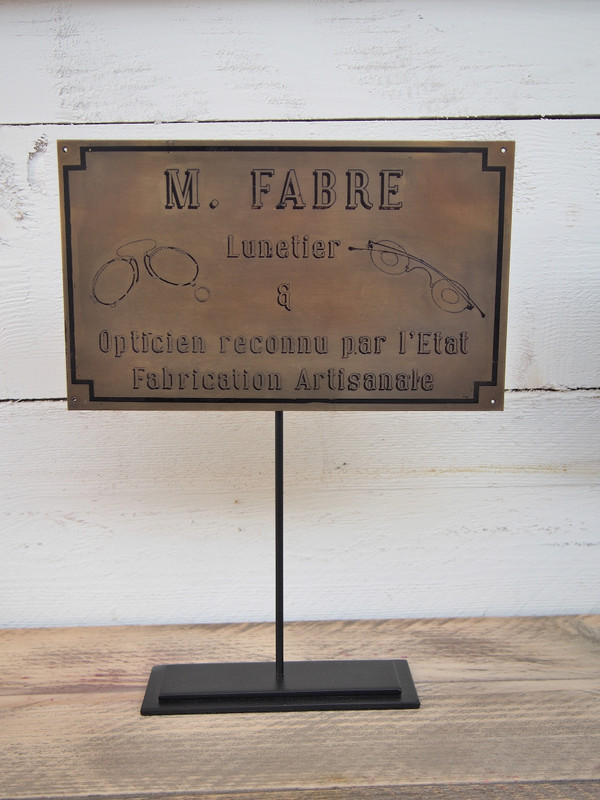 M. FABRE
Lunetier
&
Opticien reconnu par l'Etat
Fabrication Artisanale